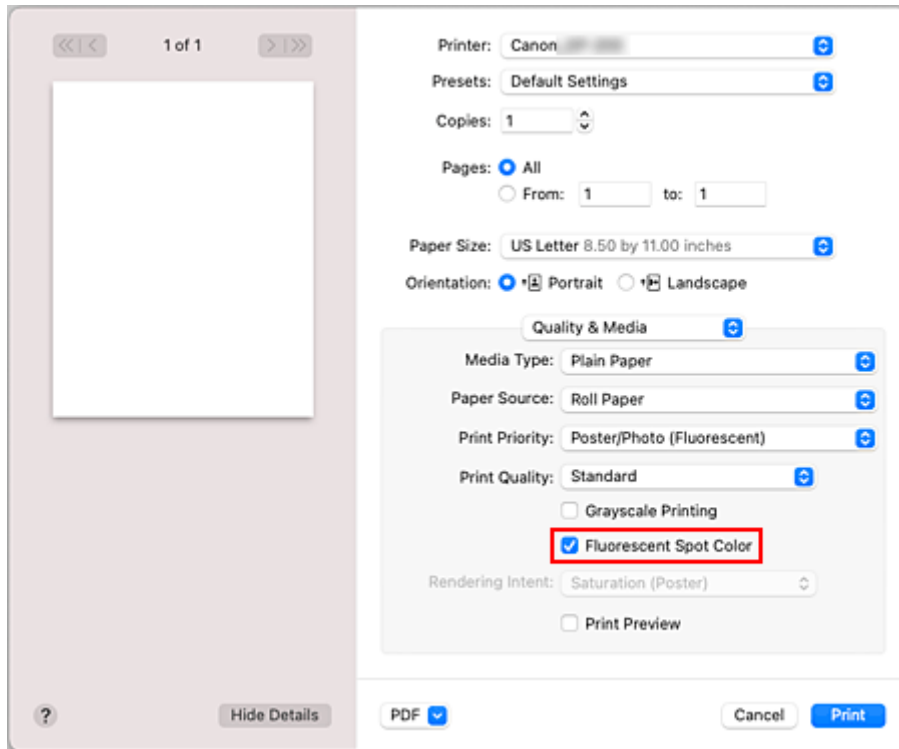 1 of 1
Printer: Canon
Presets: Default Settings
Copies: 1
Pages: All
From: 1 to: 1
Paper Size: US Letter 8.50 by 11.00 inches
Orientation: Portrait Landscape
Quality & Media
Media Type: Plain Paper
Paper Source: Roll Paper
Print Priority: Poster/Photo (Fluorescent)
Print Quality: Standard
Grayscale Printing
Fluorescent Spot Color
Rendering Intent: Saturation (Poster)
Print Preview
? Hide Details PDF Cancel Print